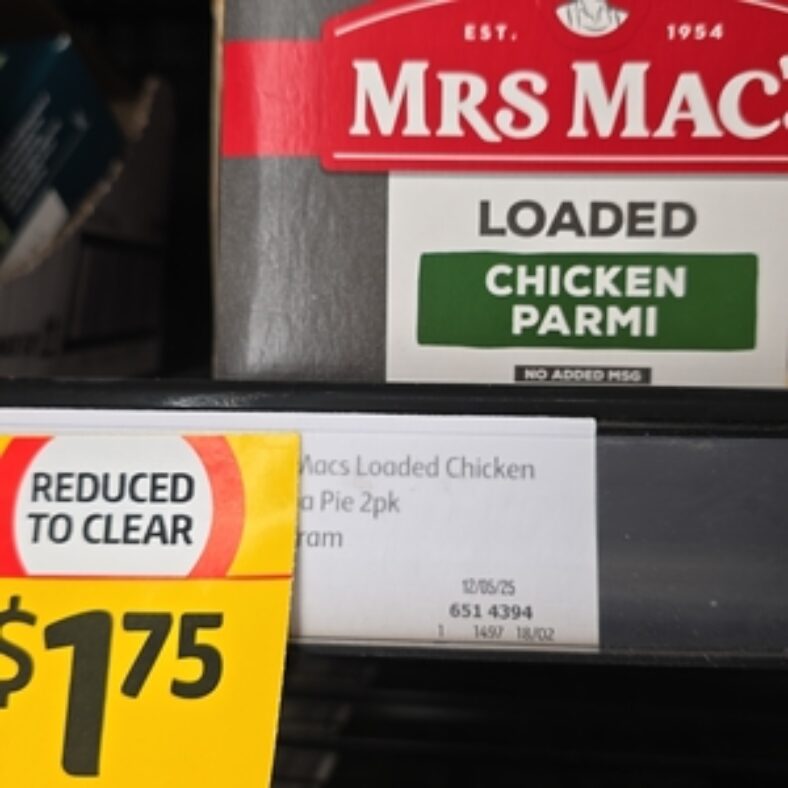 EST. 1954
MRS MAC'
LOADED
CHICKEN
PARMI
NO ADDED MSG
Macs Loaded Chicken
a Pie 2pk
ram
12/05/25
651 4394
1 1497 18/02
REDUCED
TO CLEAR
$1.75